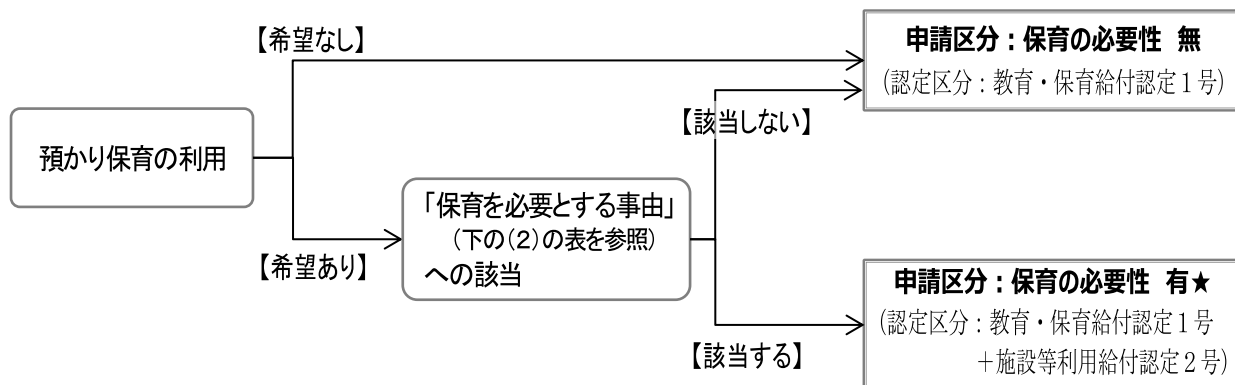 【希望なし】
申請区分：保育の必要性 無
(認定区分：教育・保育給付認定１号)
【該当しない】
預かり保育の利用
「保育を必要とする事由」
(下の(２)の表を参照)
への該当
【希望あり】
申請区分：保育の必要性 有★
(認定区分：教育・保育給付認定１号
＋施設等利用給付認定２号)
【該当する】